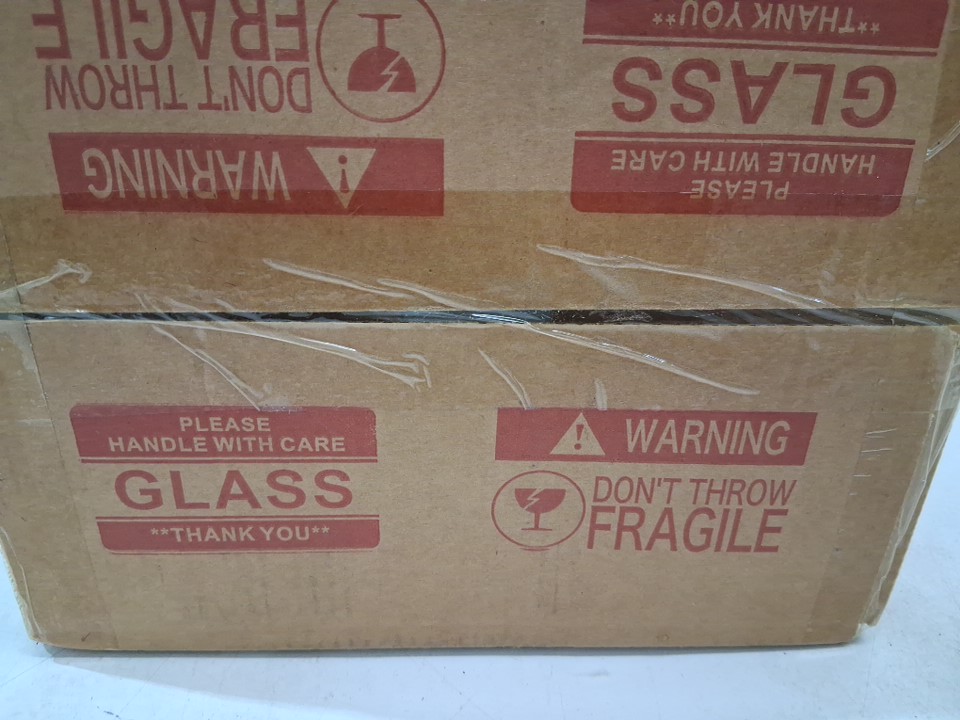 **THANK YOU**
GLASS
HANDLE WITH CARE
PLEASE
FRAGILE
DON'T THROW
WARNING
PLEASE
HANDLE WITH CARE
GLASS
**THANK YOU**
WARNING
DON'T THROW
FRAGILE